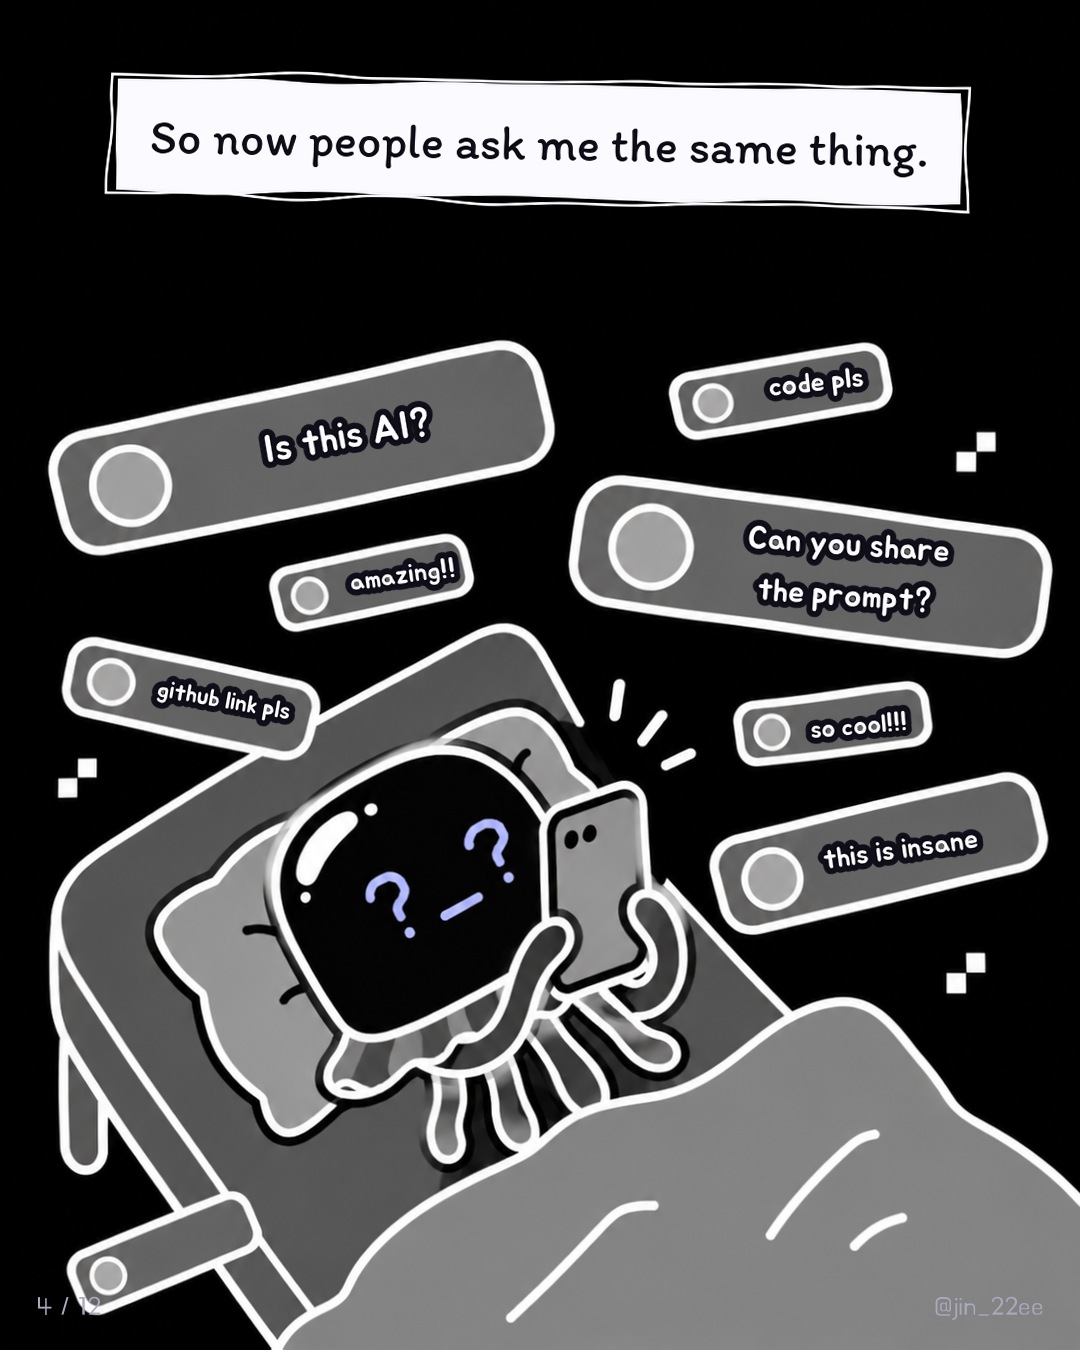 So now people ask me the same thing.
Is this AI?
code pls
Can you share
the prompt?
amazing!!
github link pls
so cool!!!
this is insane
4 / 12
@jin_22ee